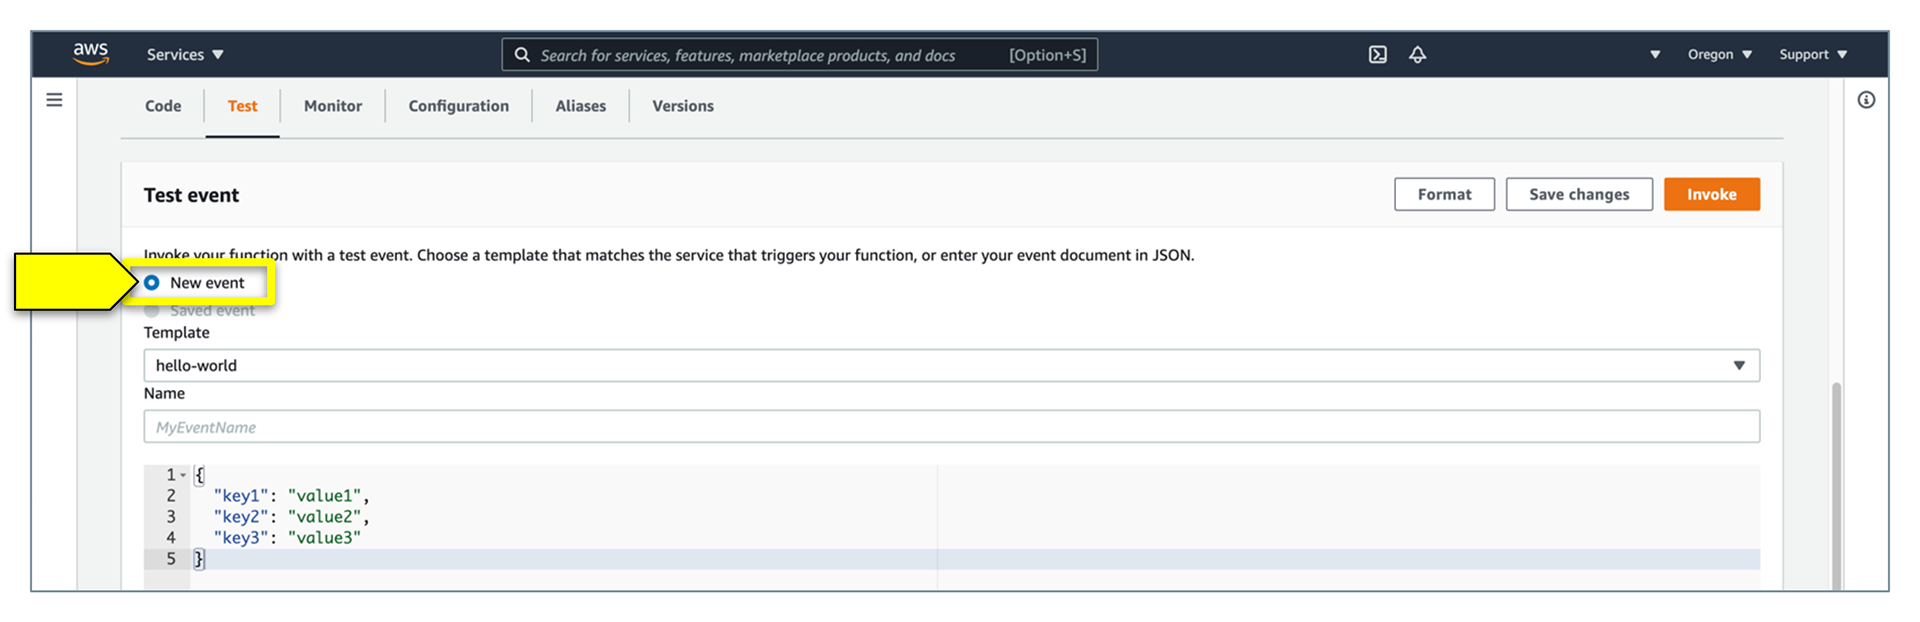 aws Services Search for services, features, marketplace products, and docs [Option+S] Oregon Support
Code Test Monitor Configuration Aliases Versions
Test event Format Save changes Invoke
Invoke your function with a test event. Choose a template that matches the service that triggers your function, or enter your event document in JSON.
New event
Saved event
Template
hello-world
Name
MyEventName
1 {
2 "key1": "value1",
3 "key2": "value2",
4 "key3": "value3"
5 }